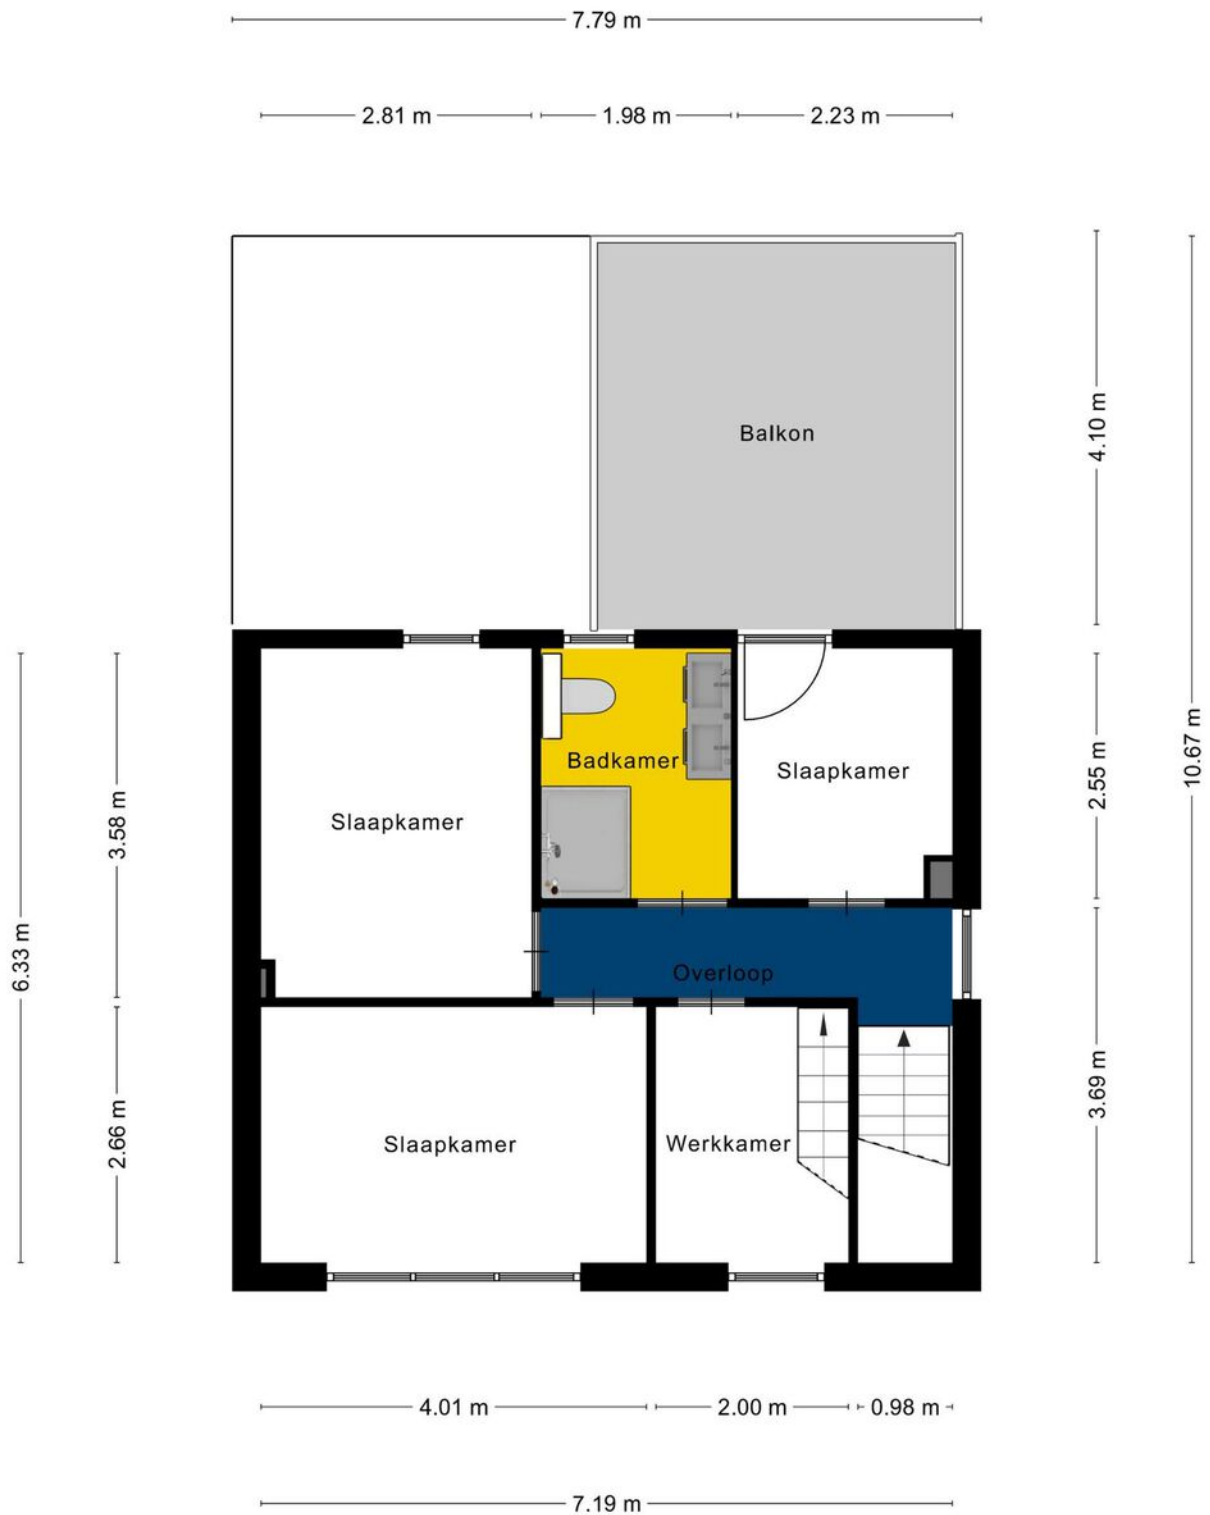 7.79 m
2.81 m
1.98 m
2.23 m
Balkon
4.10 m
10.67 m
Badkamer
Slaapkamer
2.55 m
Slaapkamer
3.58 m
6.33 m
Overloop
3.69 m
2.66 m
Slaapkamer
Werkkamer
4.01 m
2.00 m
0.98 m
7.19 m